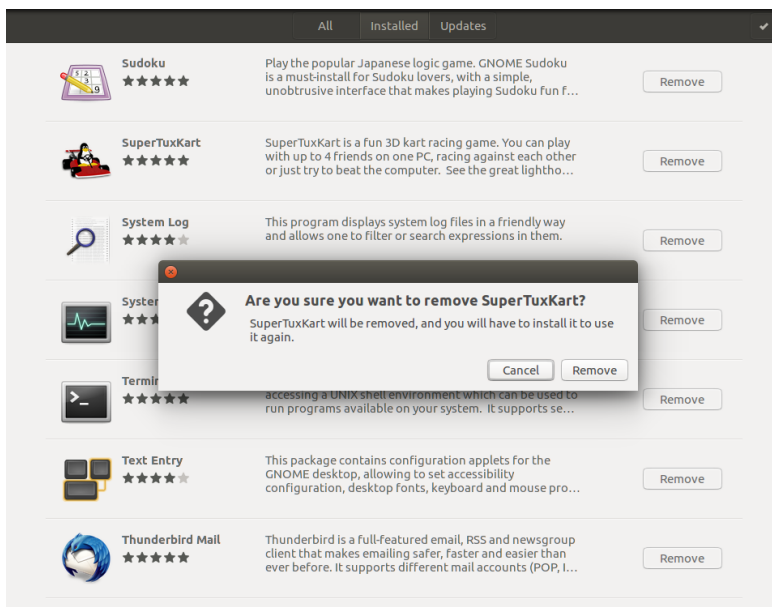 All Installed Updates
Sudoku
Play the popular Japanese logic game. GNOME Sudoku
is a must-install for Sudoku lovers, with a simple,
unobtrusive interface that makes playing Sudoku fun f...
Remove
SuperTuxKart
SuperTuxKart is a fun 3D kart racing game. You can play
with up to 4 friends on one PC, racing against each other
or just try to beat the computer. See the great lightho...
Remove
System Log
This program displays system log files in a friendly way
and allows one to filter or search expressions in them.
Remove
Are you sure you want to remove SuperTuxKart?
SuperTuxKart will be removed, and you will have to install it to use
it again.
Cancel Remove
Syster
Remove
Termin
accessing a UNIX shell environment which can be used to
run programs available on your system. It supports se...
Remove
Text Entry
This package contains configuration applets for the
GNOME desktop, allowing to set accessibility
configuration, desktop fonts, keyboard and mouse pro...
Remove
Thunderbird Mail
Thunderbird is a full-featured email, RSS and newsgroup
client that makes emailing safer, faster and easier than
ever before. It supports different mail accounts (POP, I...
Remove